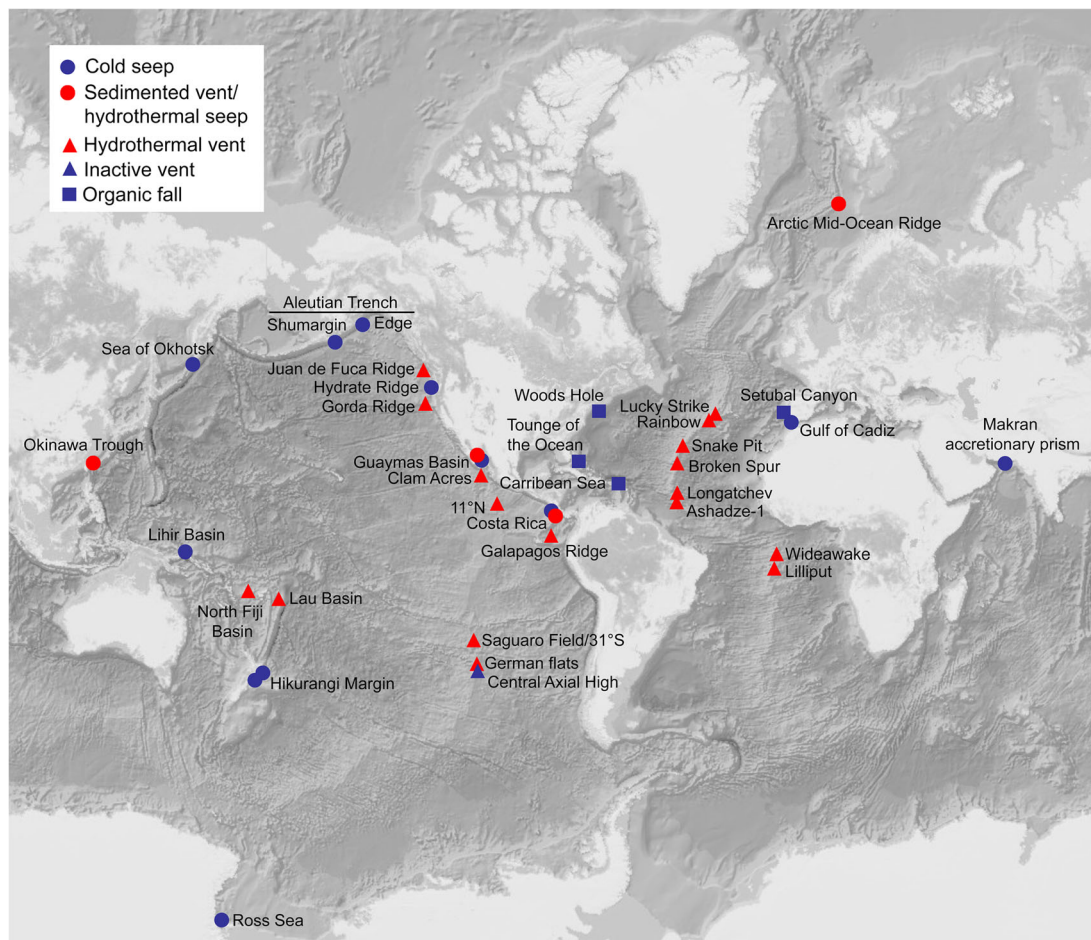 Cold seep
Sedimented vent/
hydrothermal seep
Hydrothermal vent
Inactive vent
Organic fall
Arctic Mid-Ocean Ridge
Aleutian Trench
Shumargin
Edge
Sea of Okhotsk
Juan de Fuca Ridge
Hydrate Ridge
Gorda Ridge
Woods Hole
Tounge of
the Ocean
Carribean Sea
Lucky Strike
Rainbow
Setubal Canyon
Gulf of Cadiz
Snake Pit
Broken Spur
Makran
accretionary prism
Okinawa Trough
Guaymas Basin
Clam Acres
11°N
Costa Rica
Galapagos Ridge
Longatchev
Ashadze-1
Lihir Basin
Wideawake
Lilliput
North Fiji
Basin
Lau Basin
Saguaro Field/31°S
German flats
Central Axial High
Hikurangi Margin
Ross Sea